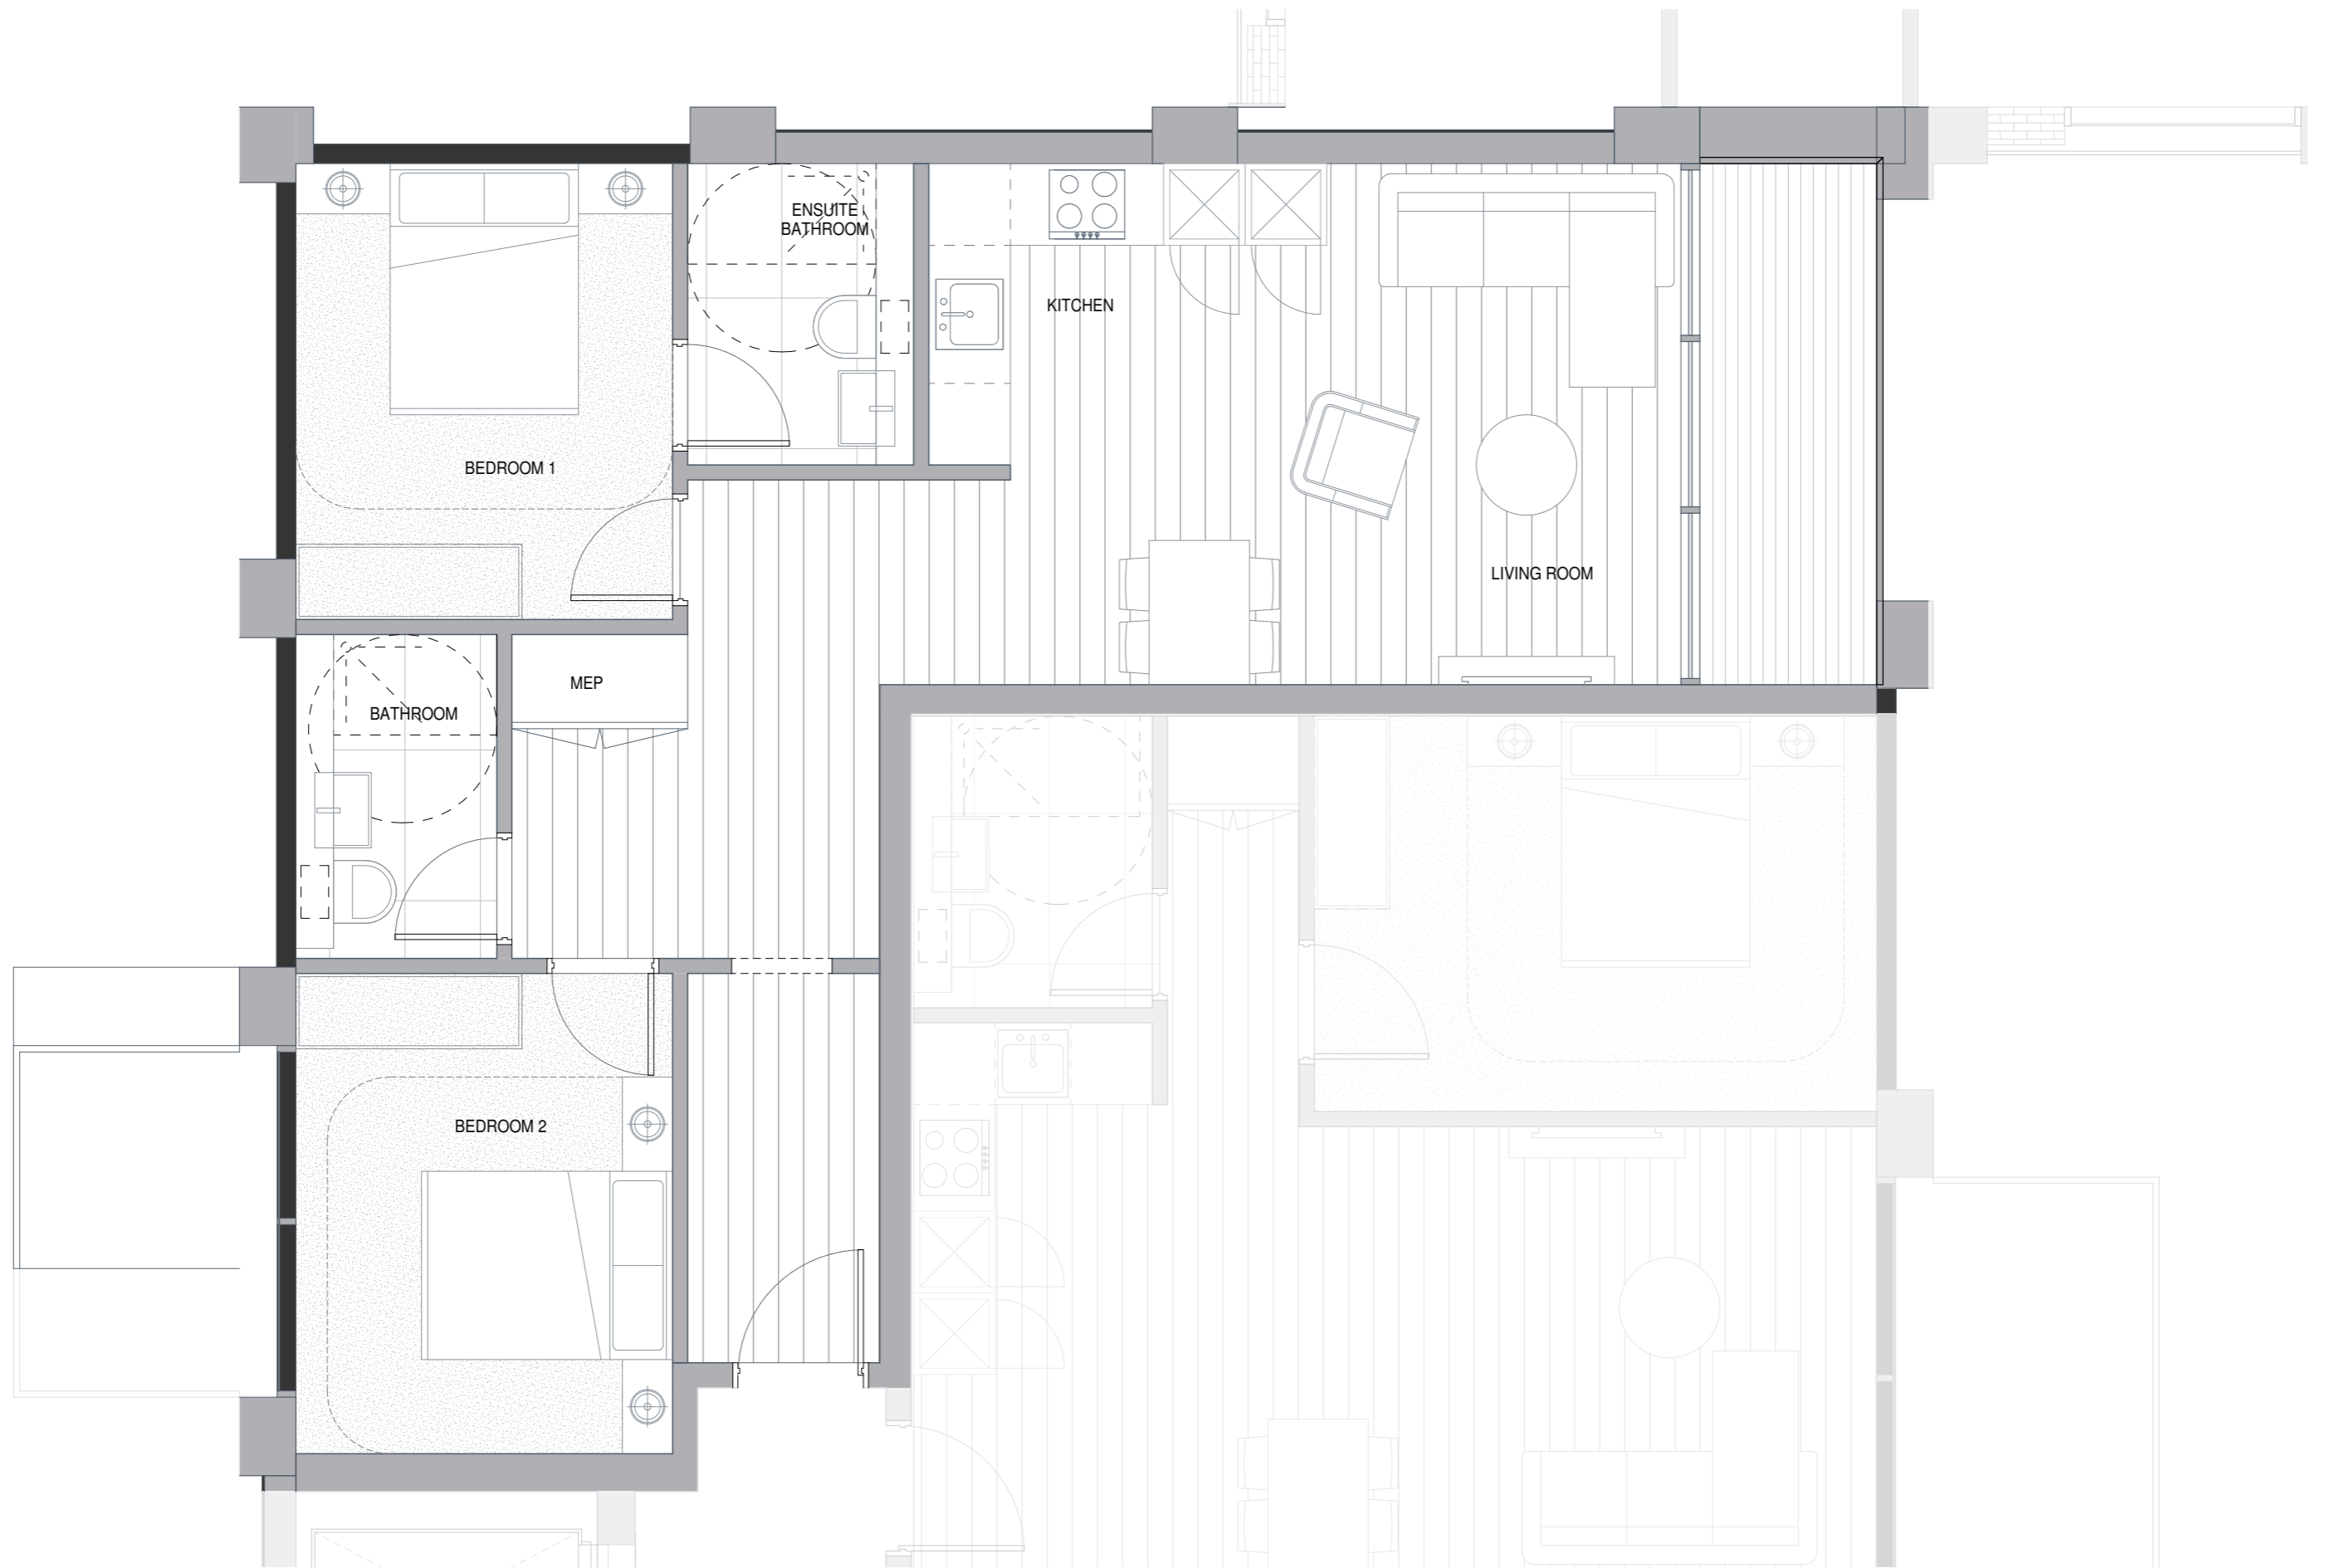 ENSUITE
BATHROOM
KITCHEN
BEDROOM 1
LIVING ROOM
MEP
BATHROOM
BEDROOM 2